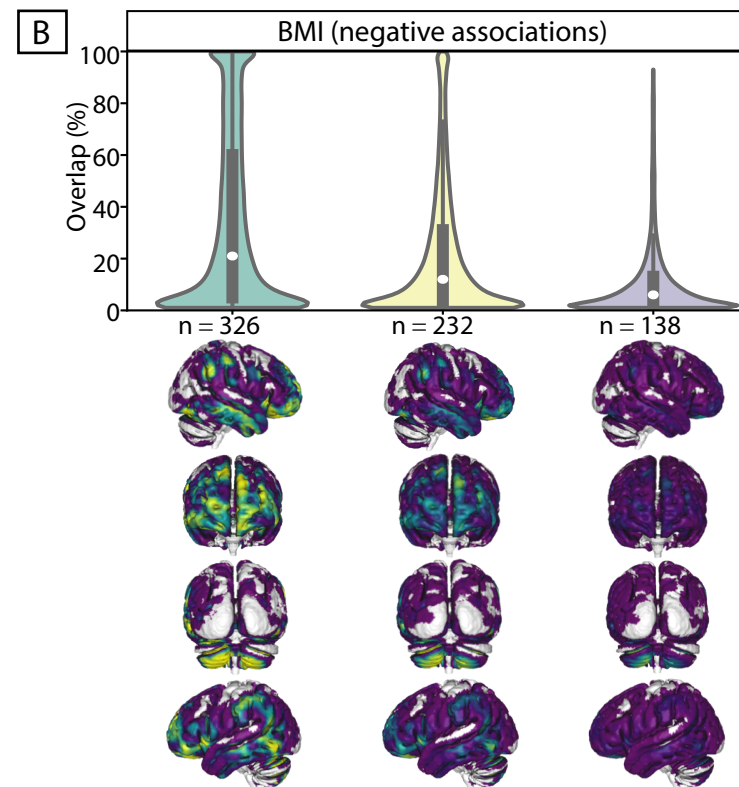 B
BMI (negative associations)
Overlap (%)
100
80
60
40
20
0
n = 326
n = 232
n = 138